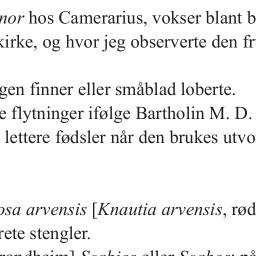 nor hos Camerarius, vokser blant b
kirke, og hvor jeg observerte den fr
gen finner eller småblad loberte.
e flytninger ifølge Bartholin M. D.
lettere fødsler når den brukes utvo
osa arvensis [Knautia arvensis, rød
rete stengler.